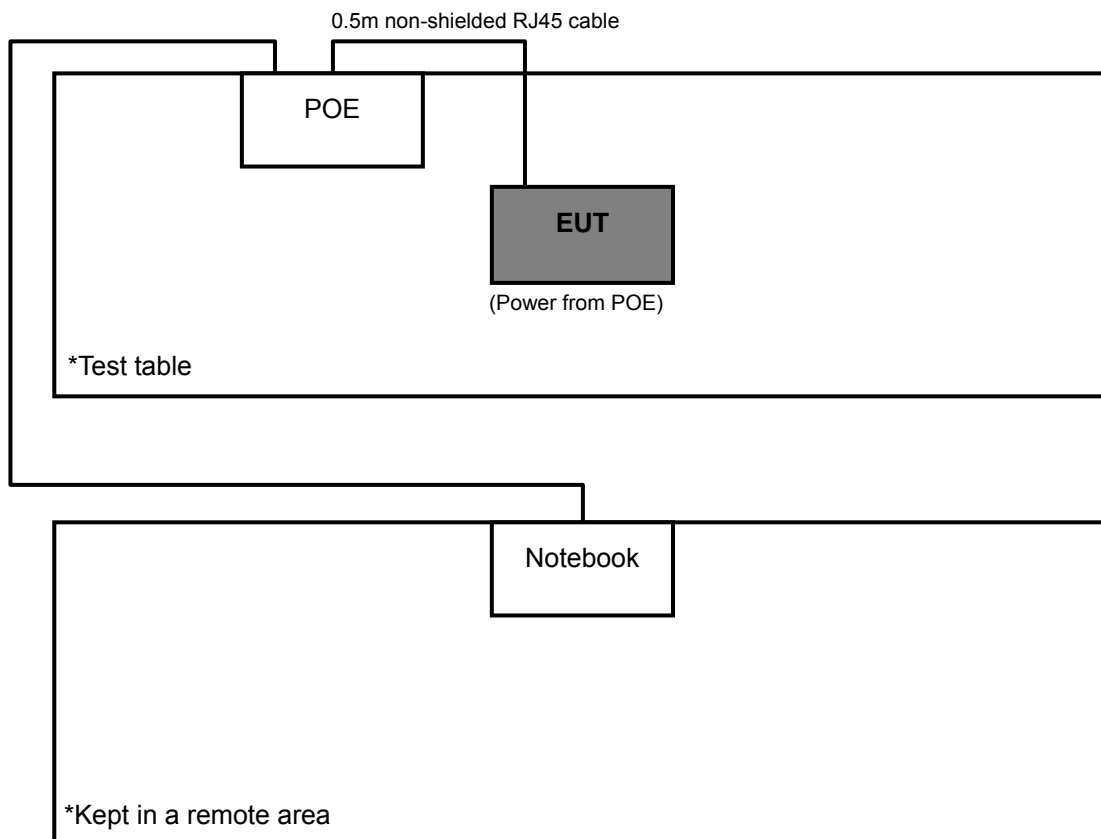 0.5m non-shielded RJ45 cable
POE
EUT
(Power from POE)
*Test table
Notebook
*Kept in a remote area